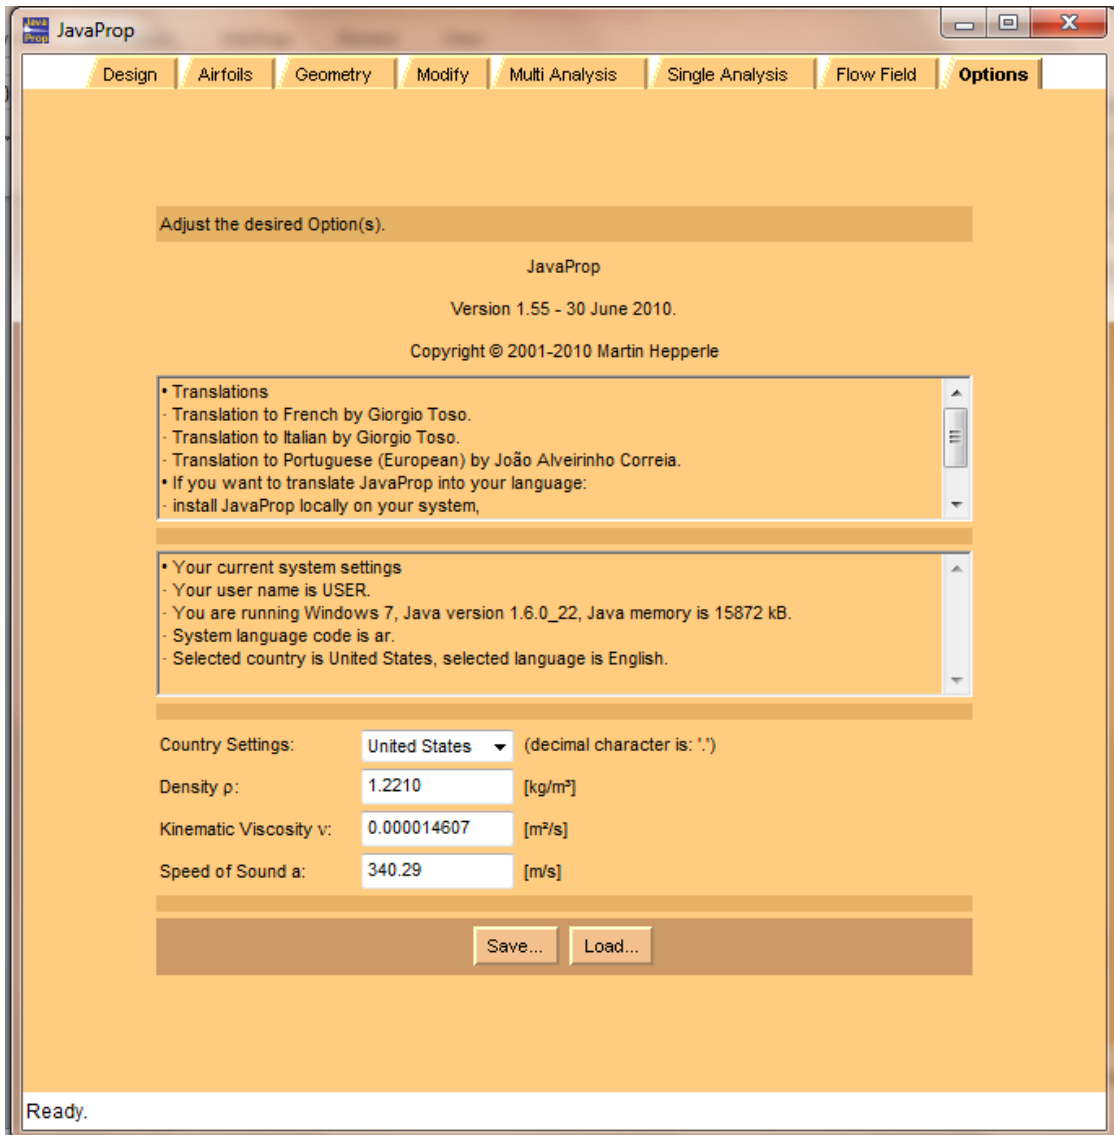 Java
Prop
JavaProp
Design Airfoils Geometry Modify Multi Analysis Single Analysis Flow Field Options
Adjust the desired Option(s).
JavaProp
Version 1.55 - 30 June 2010.
Copyright © 2001-2010 Martin Hepperle
• Translations
- Translation to French by Giorgio Toso.
- Translation to Italian by Giorgio Toso.
- Translation to Portuguese (European) by João Alveirinho Correia.
• If you want to translate JavaProp into your language:
- install JavaProp locally on your system,
• Your current system settings
- Your user name is USER.
- You are running Windows 7, Java version 1.6.0_22, Java memory is 15872 kB.
- System language code is ar.
- Selected country is United States, selected language is English.
Country Settings: United States (decimal character is: '.')
Density ρ: 1.2210 [kg/m³]
Kinematic Viscosity ν: 0.000014607 [m²/s]
Speed of Sound a: 340.29 [m/s]
Save... Load...
Ready.